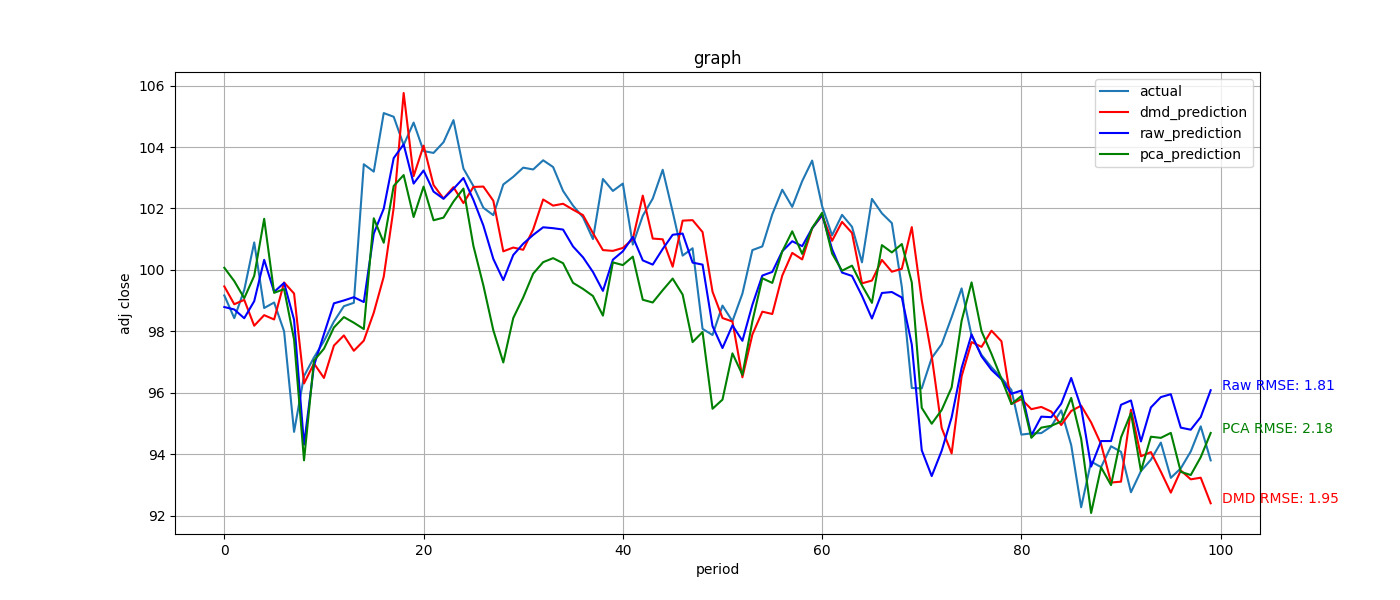 graph
actual
dmd_prediction
raw_prediction
pca_prediction
106
104
102
100
98
96
94
92
adj close
Raw RMSE: 1.81
PCA RMSE: 2.18
DMD RMSE: 1.95
0 20 40 60 80 100
period